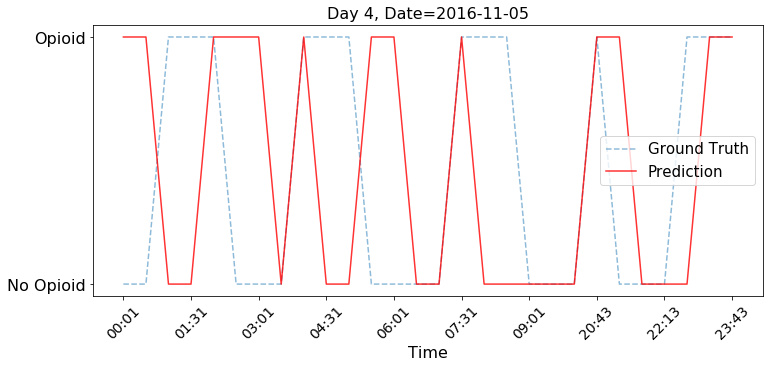 Day 4, Date=2016-11-05
Opioid
No Opioid
Ground Truth
Prediction
00:01 01:31 03:01 04:31 06:01 07:31 09:01 20:43 22:13 23:43
Time